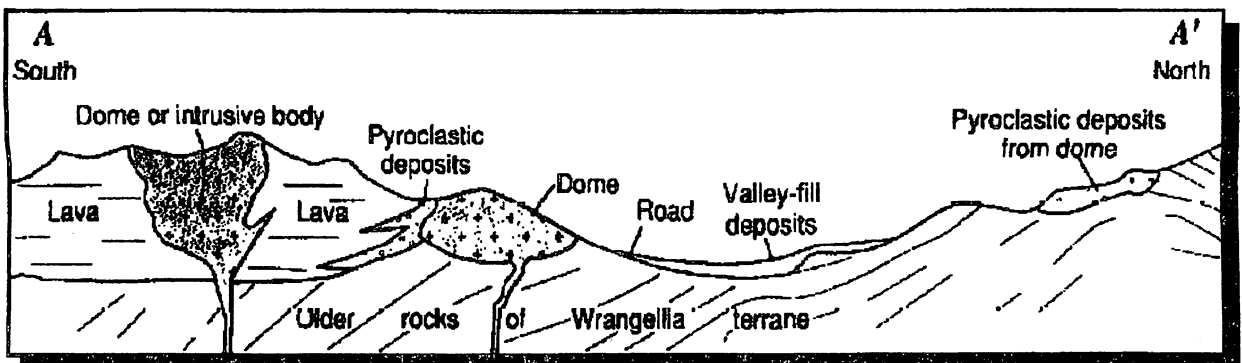 A
A'
South
North
Dome or intrusive body
Pyroclastic
deposits
Pyroclastic deposits
from dome
Dome
Road
Valley-fill
deposits
Lava
Lava
Older rocks of Wrangellia terrane